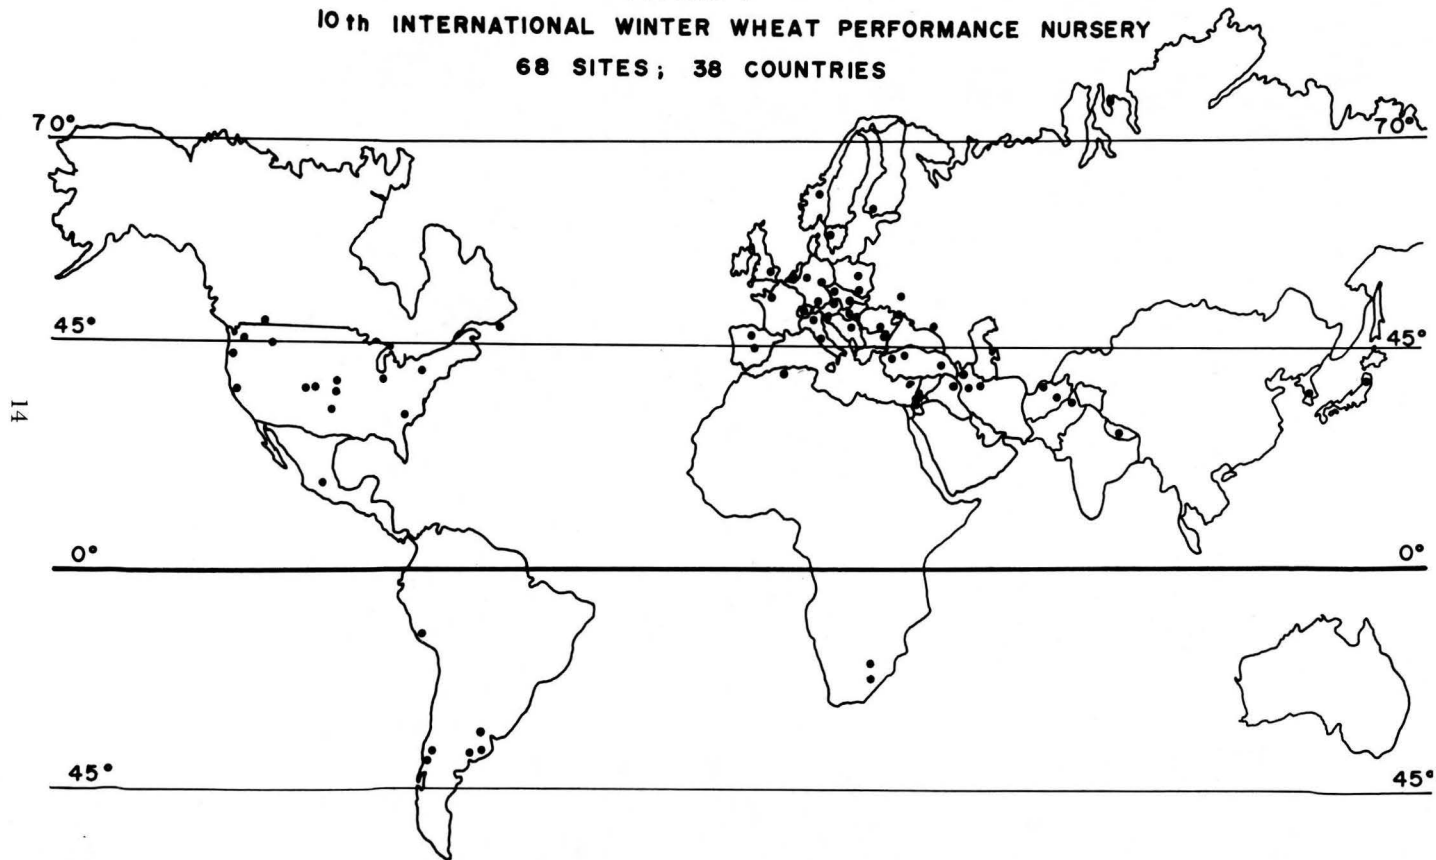 10th INTERNATIONAL WINTER WHEAT PERFORMANCE NURSERY
68 SITES; 38 COUNTRIES
70° 70°
45° 45°
14
0° 0°
45° 45°